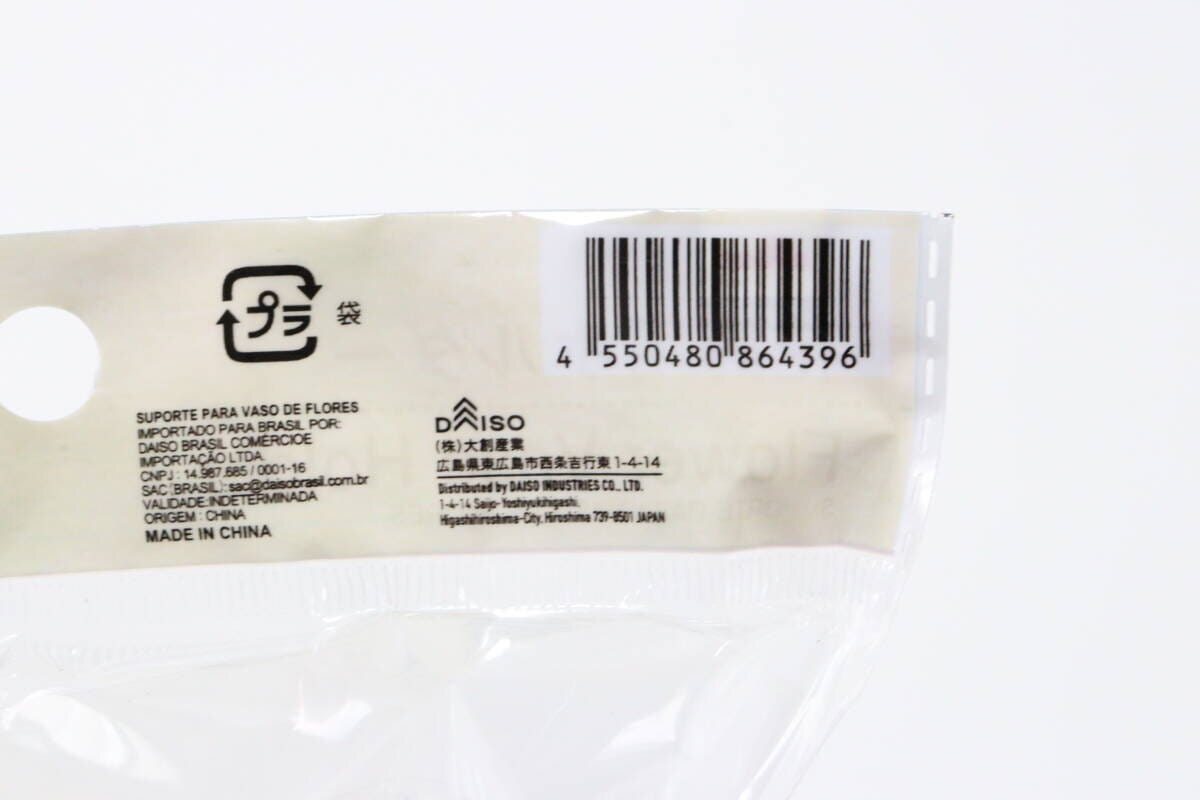 プラ 袋
4 550480 864396
SUPORTE PARA VASO DE FLORES
IMPORTADO PARA BRASIL POR:
DAISO BRASIL COMÉRCIOE
IMPORTAÇÃO LTDA.
CNPJ : 14.987.685 / 0001-16
SAC (BRASIL):sac@daisobrasil.com.br
VALIDADE:INDETERMINADA
ORIGEM : CHINA
MADE IN CHINA
DAISO
(株)大創産業
広島県東広島市西条吉行東1-4-14
Distributed by DAISO INDUSTRIES CO., LTD.
1-4-14 Saijo-Yoshiyukihigashi,
Higashihiroshima-City, Hiroshima 739-8501 JAPAN